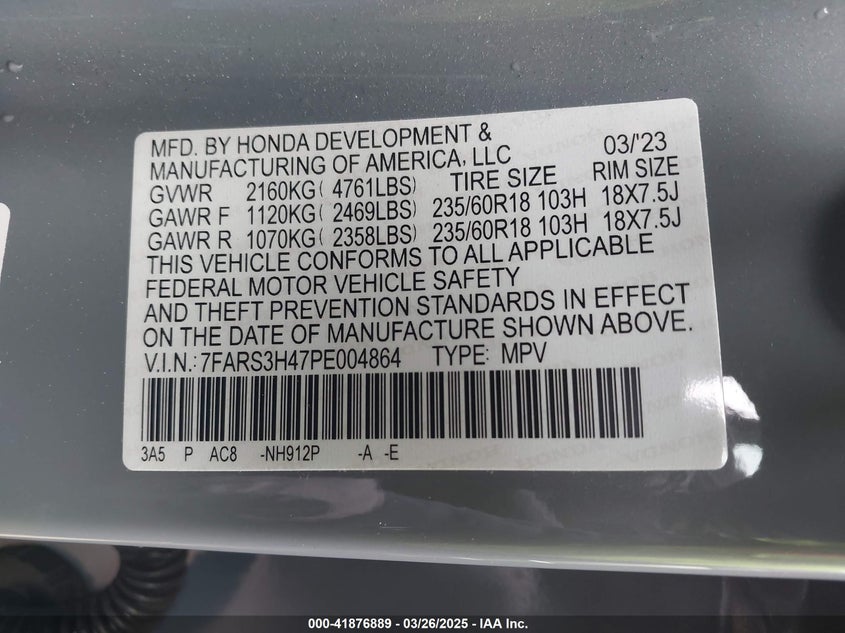 MFD. BY HONDA DEVELOPMENT &
MANUFACTURING OF AMERICA, LLC 03/'23
GVWR 2160KG( 4761LBS) TIRE SIZE RIM SIZE
GAWR F 1120KG( 2469LBS) 235/60R18 103H 18X7.5J
GAWR R 1070KG( 2358LBS) 235/60R18 103H 18X7.5J
THIS VEHICLE CONFORMS TO ALL APPLICABLE
FEDERAL MOTOR VEHICLE SAFETY
AND THEFT PREVENTION STANDARDS IN EFFECT
ON THE DATE OF MANUFACTURE SHOWN ABOVE.
V.I.N.: 7FARS3H47PE004864 TYPE: MPV
3A5 P AC8 -NH912P -A -E
000-41876889 - 03/26/2025 - IAA Inc.